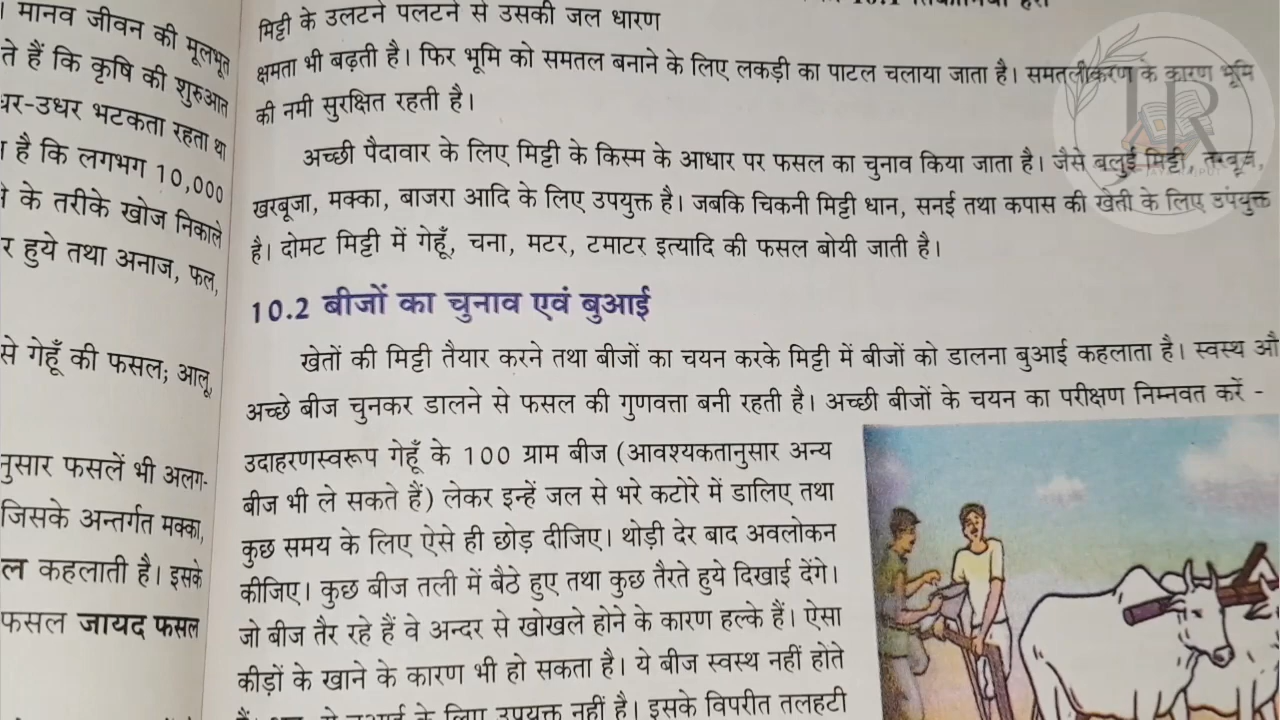 मानव जीवन की मूलभूत
ते हैं कि कृषि की शुरुआत
धर-उधर भटकता रहता था
है कि लगभग 10,000
के तरीके खोज निकाले
र हुये तथा अनाज, फल,
से गेहूँ की फसल; आलू,
नुसार फसलें भी अलग-
जिसके अन्तर्गत मक्का,
ल कहलाती है। इसके
फसल जायद फसल
मिट्टी के उलटने पलटने से उसकी जल धारण
क्षमता भी बढ़ती है। फिर भूमि को समतल बनाने के लिए लकड़ी का पाटल चलाया जाता है। समतलीकरण के कारण भूमि
की नमी सुरक्षित रहती है।
अच्छी पैदावार के लिए मिट्टी के किस्म के आधार पर फसल का चुनाव किया जाता है। जैसे बलुई मिट्टी, तरबूज,
खरबूजा, मक्का, बाजरा आदि के लिए उपयुक्त है। जबकि चिकनी मिट्टी धान, सनई तथा कपास की खेती के लिए उपयुक्त
है। दोमट मिट्टी में गेहूँ, चना, मटर, टमाटर इत्यादि की फसल बोयी जाती है।
10.2 बीजों का चुनाव एवं बुआई
खेतों की मिट्टी तैयार करने तथा बीजों का चयन करके मिट्टी में बीजों को डालना बुआई कहलाता है। स्वस्थ औ
अच्छे बीज चुनकर डालने से फसल की गुणवत्ता बनी रहती है। अच्छी बीजों के चयन का परीक्षण निम्नवत करें -
उदाहरणस्वरूप गेहूँ के 100 ग्राम बीज (आवश्यकतानुसार अन्य
बीज भी ले सकते हैं) लेकर इन्हें जल से भरे कटोरे में डालिए तथा
कुछ समय के लिए ऐसे ही छोड़ दीजिए। थोड़ी देर बाद अवलोकन
कीजिए। कुछ बीज तली में बैठे हुए तथा कुछ तैरते हुये दिखाई देंगे।
जो बीज तैर रहे हैं वे अन्दर से खोखले होने के कारण हल्के हैं। ऐसा
कीड़ों के खाने के कारण भी हो सकता है। ये बीज स्वस्थ नहीं होते
के लिए उपयुक्त नहीं है। इसके विपरीत तलहटी